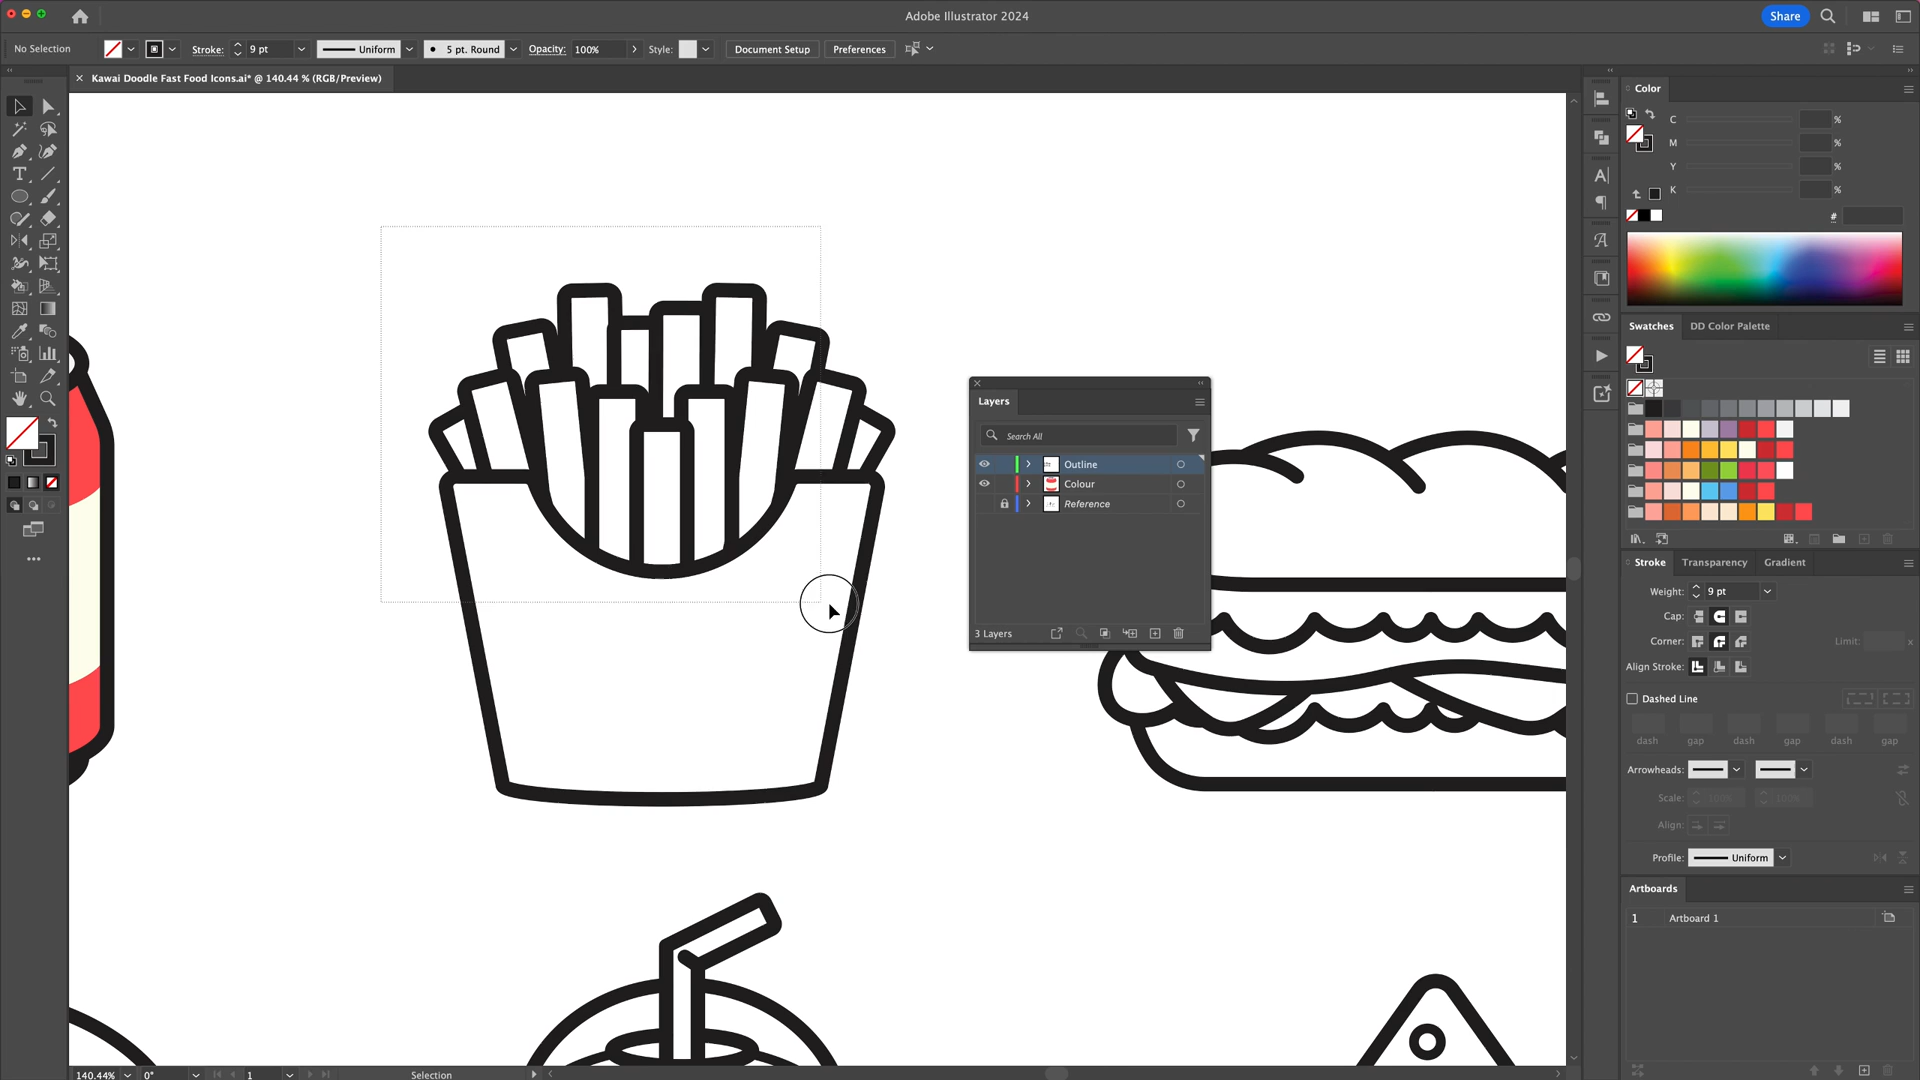 Adobe Illustrator 2024
Share
No Selection
Stroke:
9 pt
Uniform
5 pt. Round
Opacity:
100%
Style:
Document Setup
Preferences
Kawai Doodle Fast Food Icons.ai* @ 140.44 % (RGB/Preview)
Color
C %
M %
Y %
K %
#
Swatches
DD Color Palette
Layers
Search All
Outline
Colour
Reference
3 Layers
Stroke
Transparency
Gradient
Weight:
9 pt
Cap:
Corner:
Limit:
x
Align Stroke:
Dashed Line
dash gap dash gap dash gap
Arrowheads:
Scale:
100%
100%
Align:
Profile:
Uniform
Artboards
1 Artboard 1
140.44%
0°
1
Selection